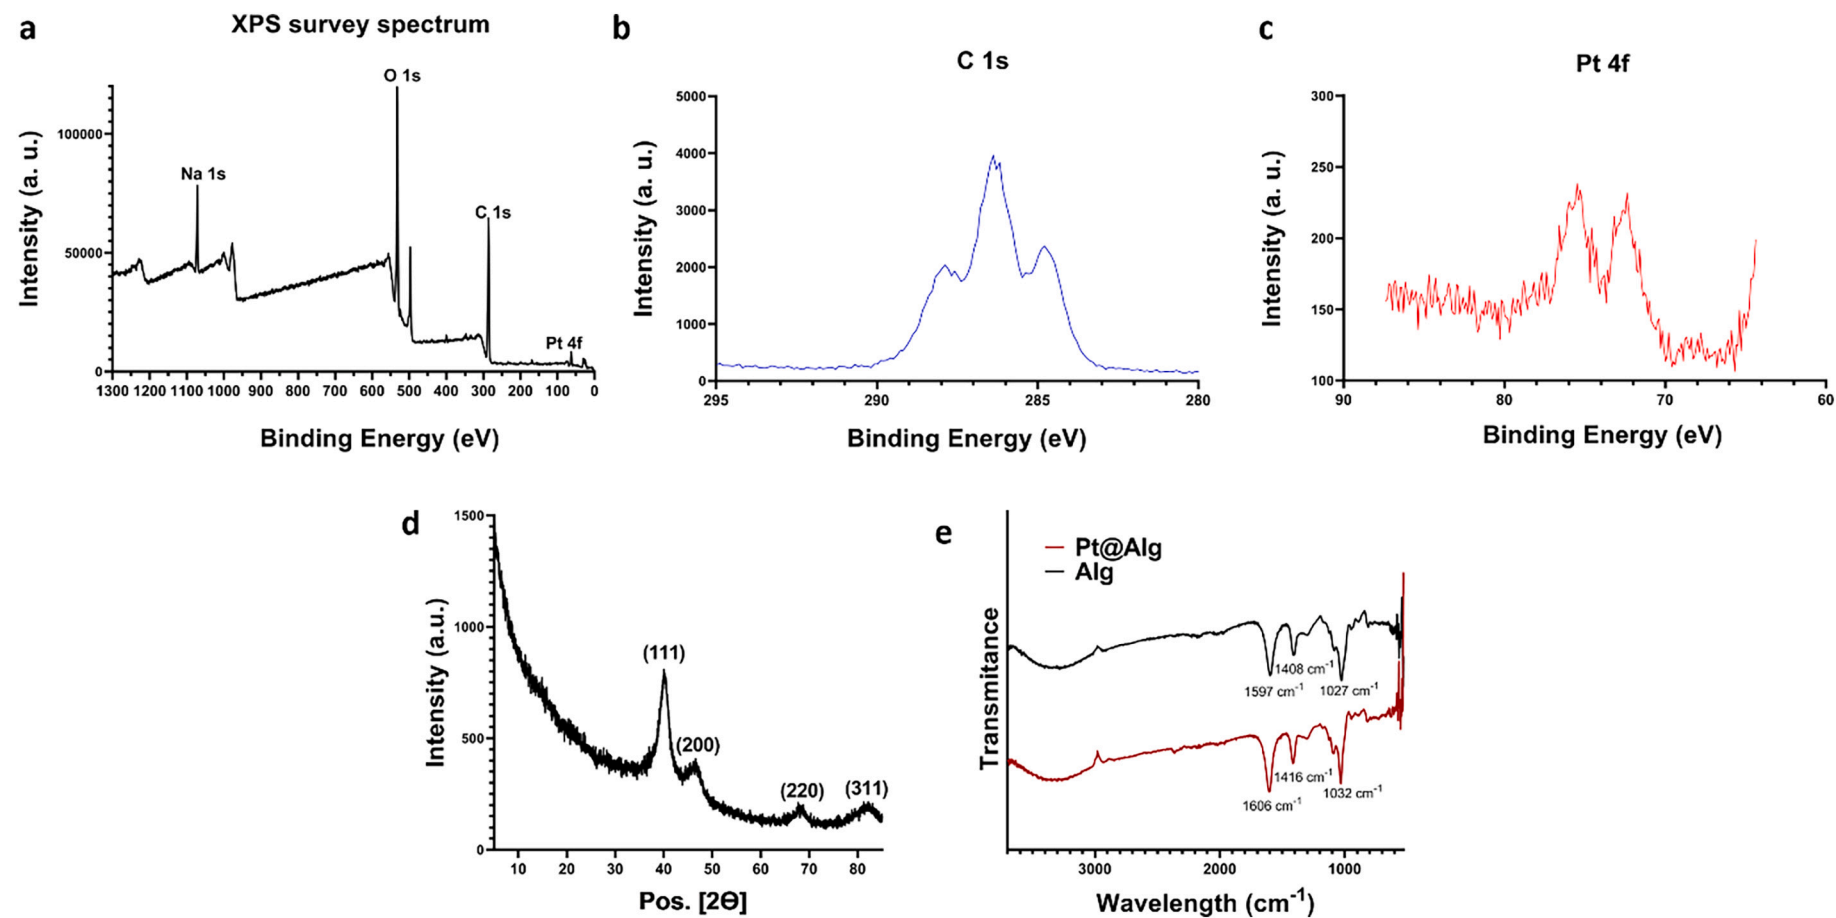 a
XPS survey spectrum
Intensity (a. u.)
100000
50000
0
Na 1s
O 1s
C 1s
Pt 4f
1300 1200 1100 1000 900 800 700 600 500 400 300 200 100 0
Binding Energy (eV)
b
C 1s
Intensity (a. u.)
5000
4000
3000
2000
1000
0
295 290 285 280
Binding Energy (eV)
c
Pt 4f
Intensity (a. u.)
300
250
200
150
100
90 80 70 60
Binding Energy (eV)
d
Intensity (a.u.)
1500
1000
500
0
(111)
(200)
(220)
(311)
10 20 30 40 50 60 70 80
Pos. [2Θ]
e
Pt@Alg
Alg
Transmitance
1408 cm-1
1597 cm-1
1027 cm-1
1416 cm-1
1606 cm-1
1032 cm-1
3000 2000 1000
Wavelength (cm-1)